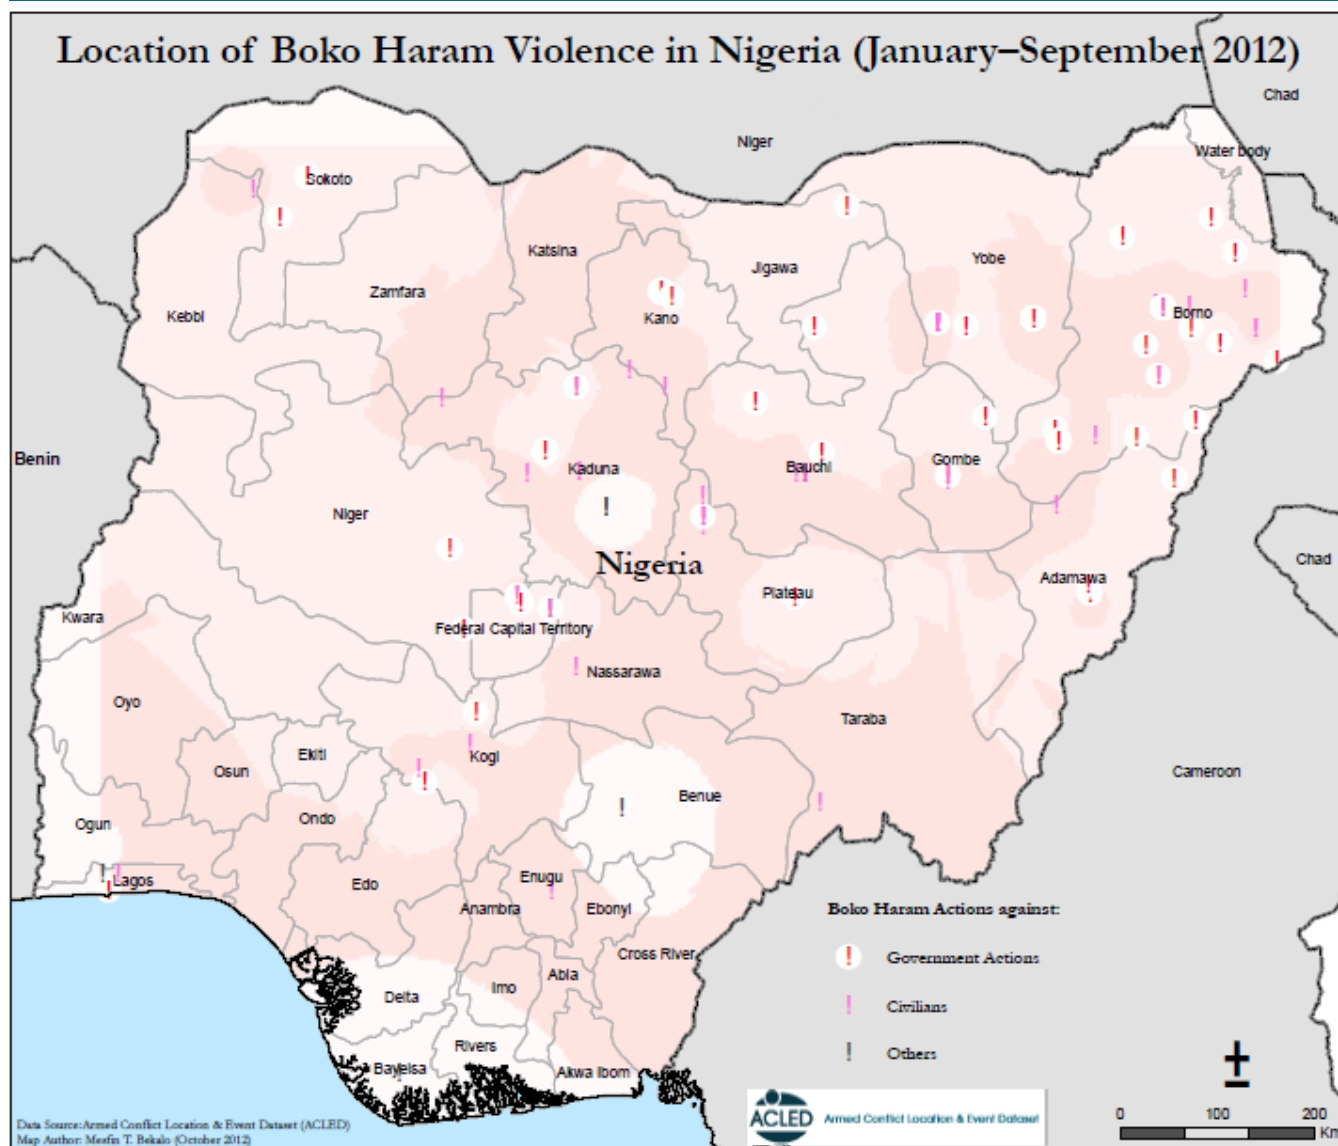 Location of Boko Haram Violence in Nigeria (January–September 2012)
Chad
Niger
Water body
Sokoto
Katsina
Yobe
Jigawa
Zamfara
Kebbi
Kano
Borno
Benin
Kaduna
Bauchi
Gombe
Niger
Nigeria
Chad
Adamawa
Plateau
Kwara
Federal Capital Territory
Nassarawa
Oyo
Taraba
Ekiti
Kogi
Osun
Cameroon
Benue
Ogun
Ondo
Lagos
Edo
Enugu
Anambra
Ebonyi
Boko Haram Actions against:
Cross River
Government Actions
Abia
Imo
Delta
Civilians
Rivers
Others
Bayelsa
Akwa Ibom
ACLED Armed Conflict Location & Event Dataset
0 100 200
Km
Data Source:Armed Conflict Location & Event Dataset (ACLED)
Map Author: Mesfin T. Bekalo (October 2012)